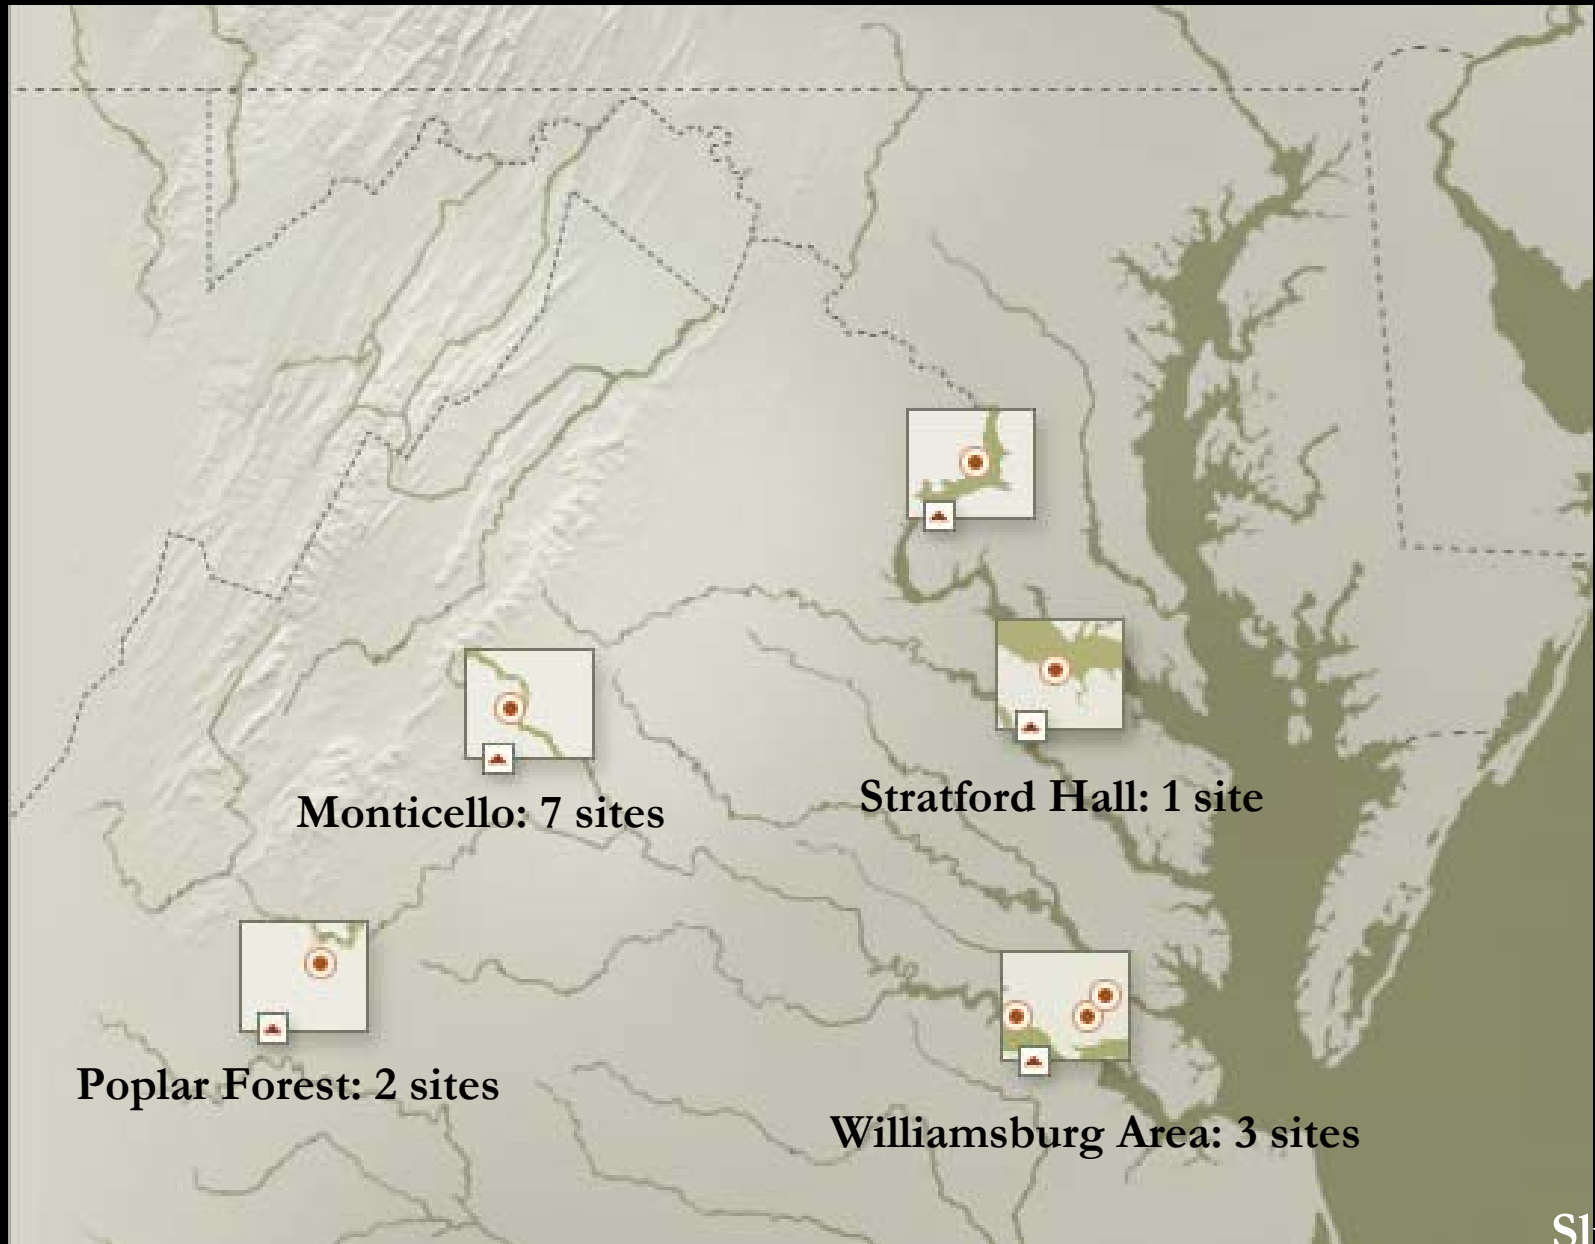 Stratford Hall: 1 site
Monticello: 7 sites
Poplar Forest: 2 sites
Williamsburg Area: 3 sites